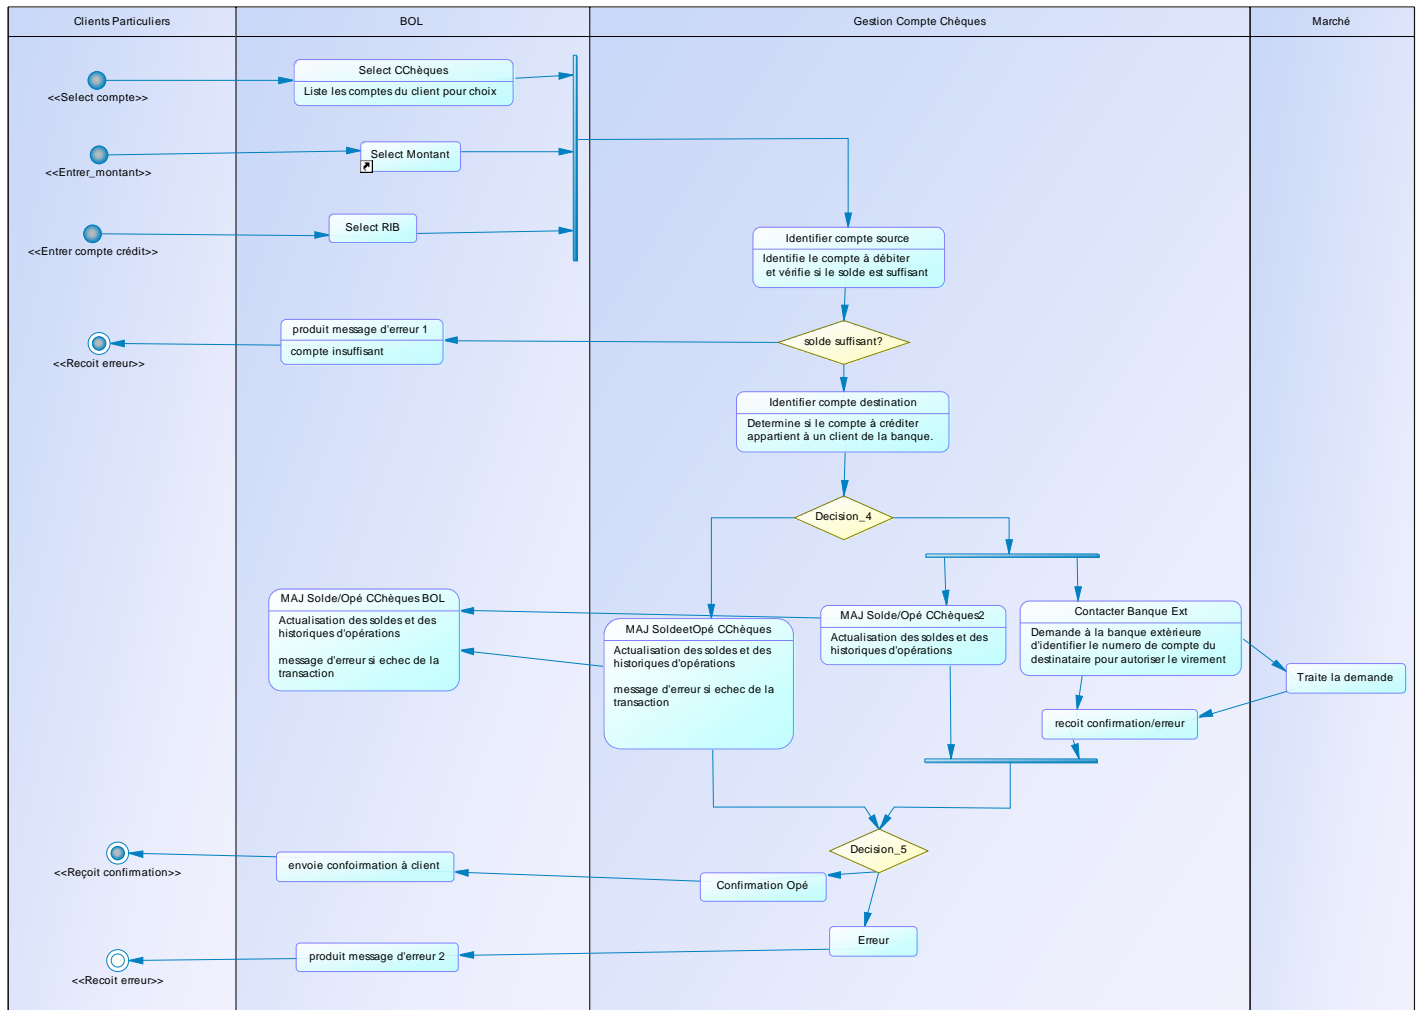 Clients Particuliers
BOL
Gestion Compte Chèques
Marché
Select CChèques
Liste les comptes du client pour choix
<<Select compte>>
Select Montant
<<Entrer_montant>>
Select RIB
<<Entrer compte crédit>>
Identifier compte source
Identifie le compte à débiter
et vérifie si le solde est suffisant
produit message d'erreur 1
compte insuffisant
<<Recoit erreur>>
solde suffisant?
Identifier compte destination
Determine si le compte à créditer
appartient à un client de la banque.
Decision_4
MAJ Solde/Opé CChèques BOL
Actualisation des soldes et des
historiques d'opérations
message d'erreur si echec de la
transaction
MAJ SoldeetOpé CChèques
Actualisation des soldes et des
historiques d'opérations
message d'erreur si echec de la
transaction
MAJ Solde/Opé CChèques2
Actualisation des soldes et des
historiques d'opérations
Contacter Banque Ext
Demande à la banque extèrieure
d'identifier le numero de compte du
destinataire pour autoriser le virement
Traite la demande
recoit confirmation/erreur
Decision_5
envoie confoirmation à client
<<Reçoit confirmation>>
Confirmation Opé
Erreur
produit message d'erreur 2
<<Recoit erreur>>